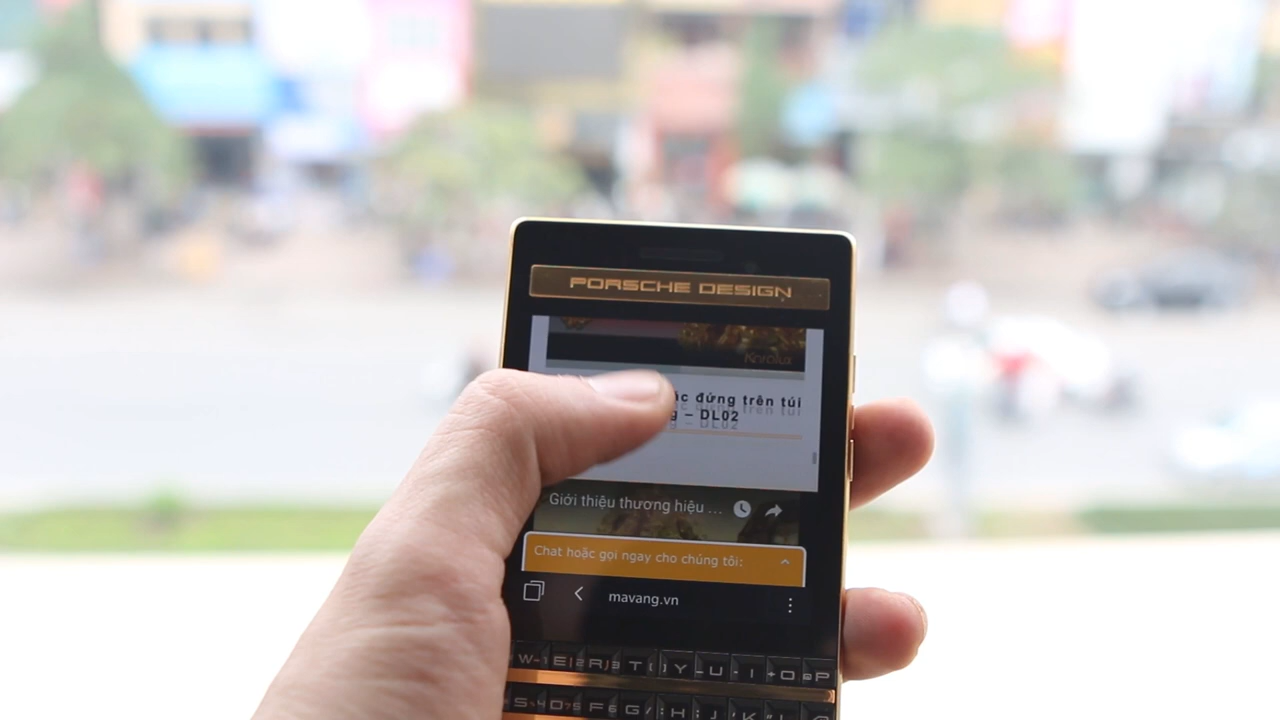 PORSCHE DESIGN
Karalux
đứng trên túi
– DL02
Giới thiệu thương hiệu ...
Chat hoặc gọi ngay cho chúng tôi:
mavang.vn
W E R T Y U I O P
S D F G H J K L